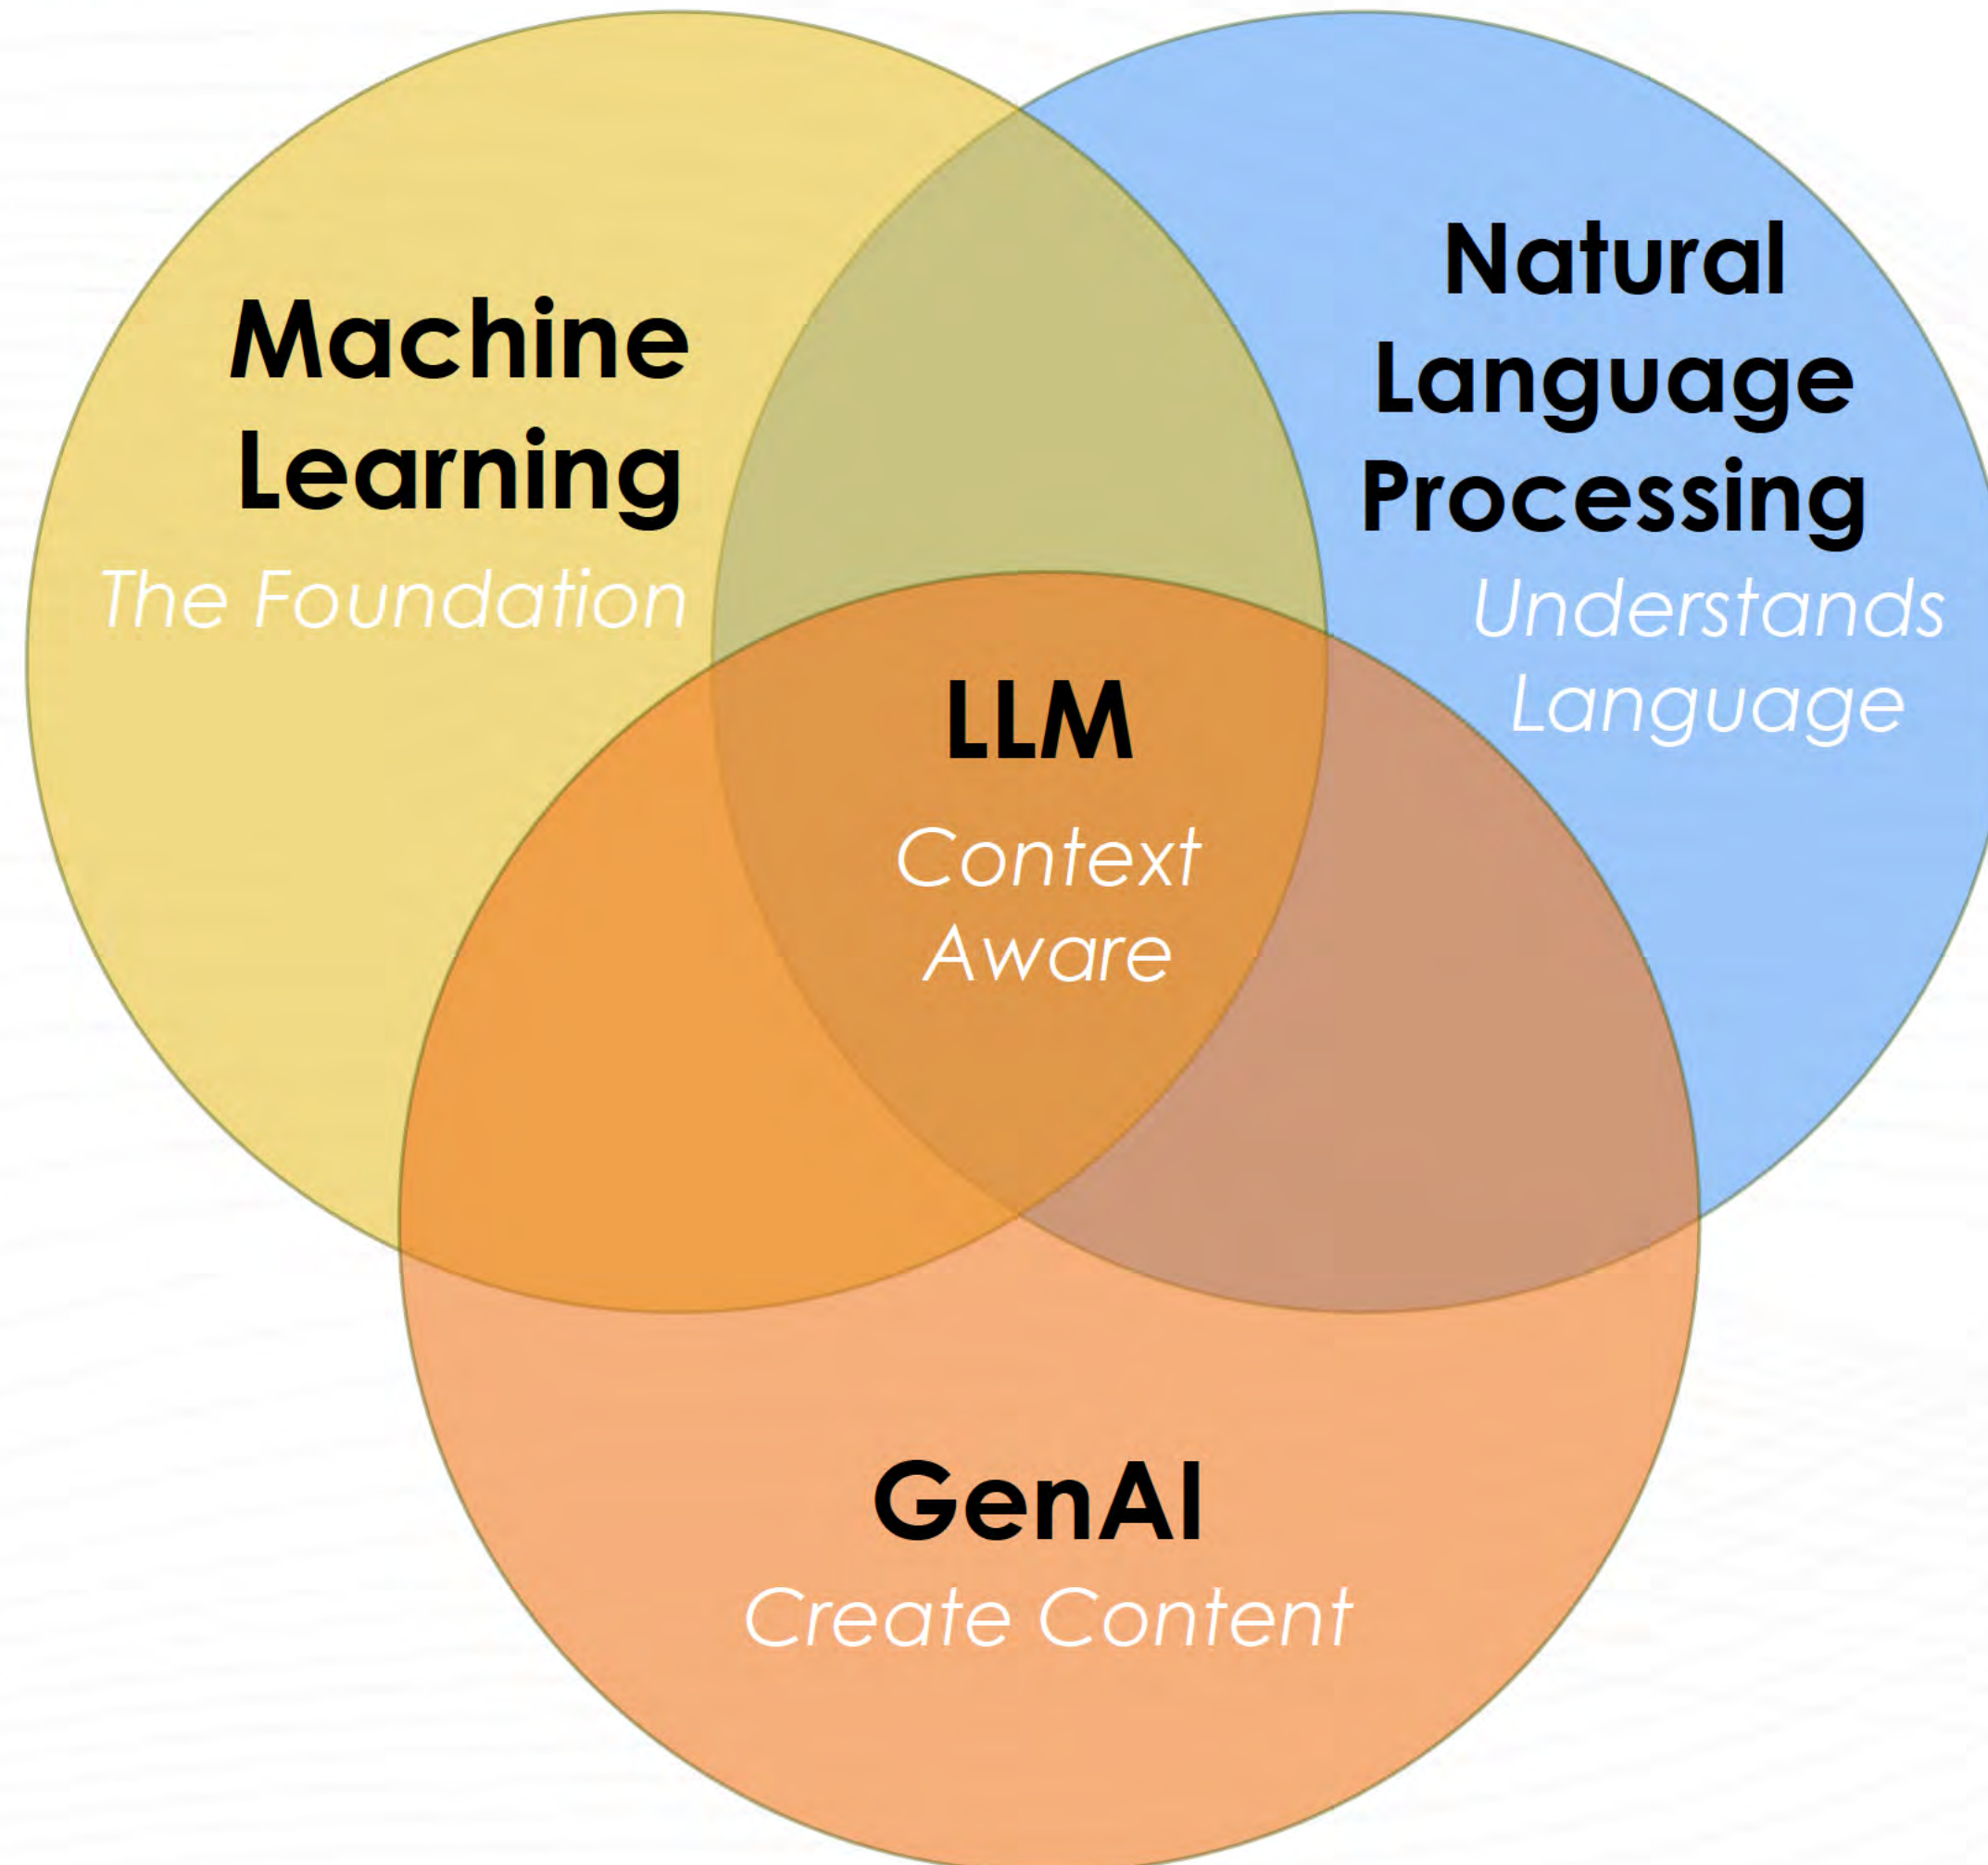 Machine
Learning
The Foundation
Natural
Language
Processing
Understands
Language
LLM
Context
Aware
GenAI
Create Content